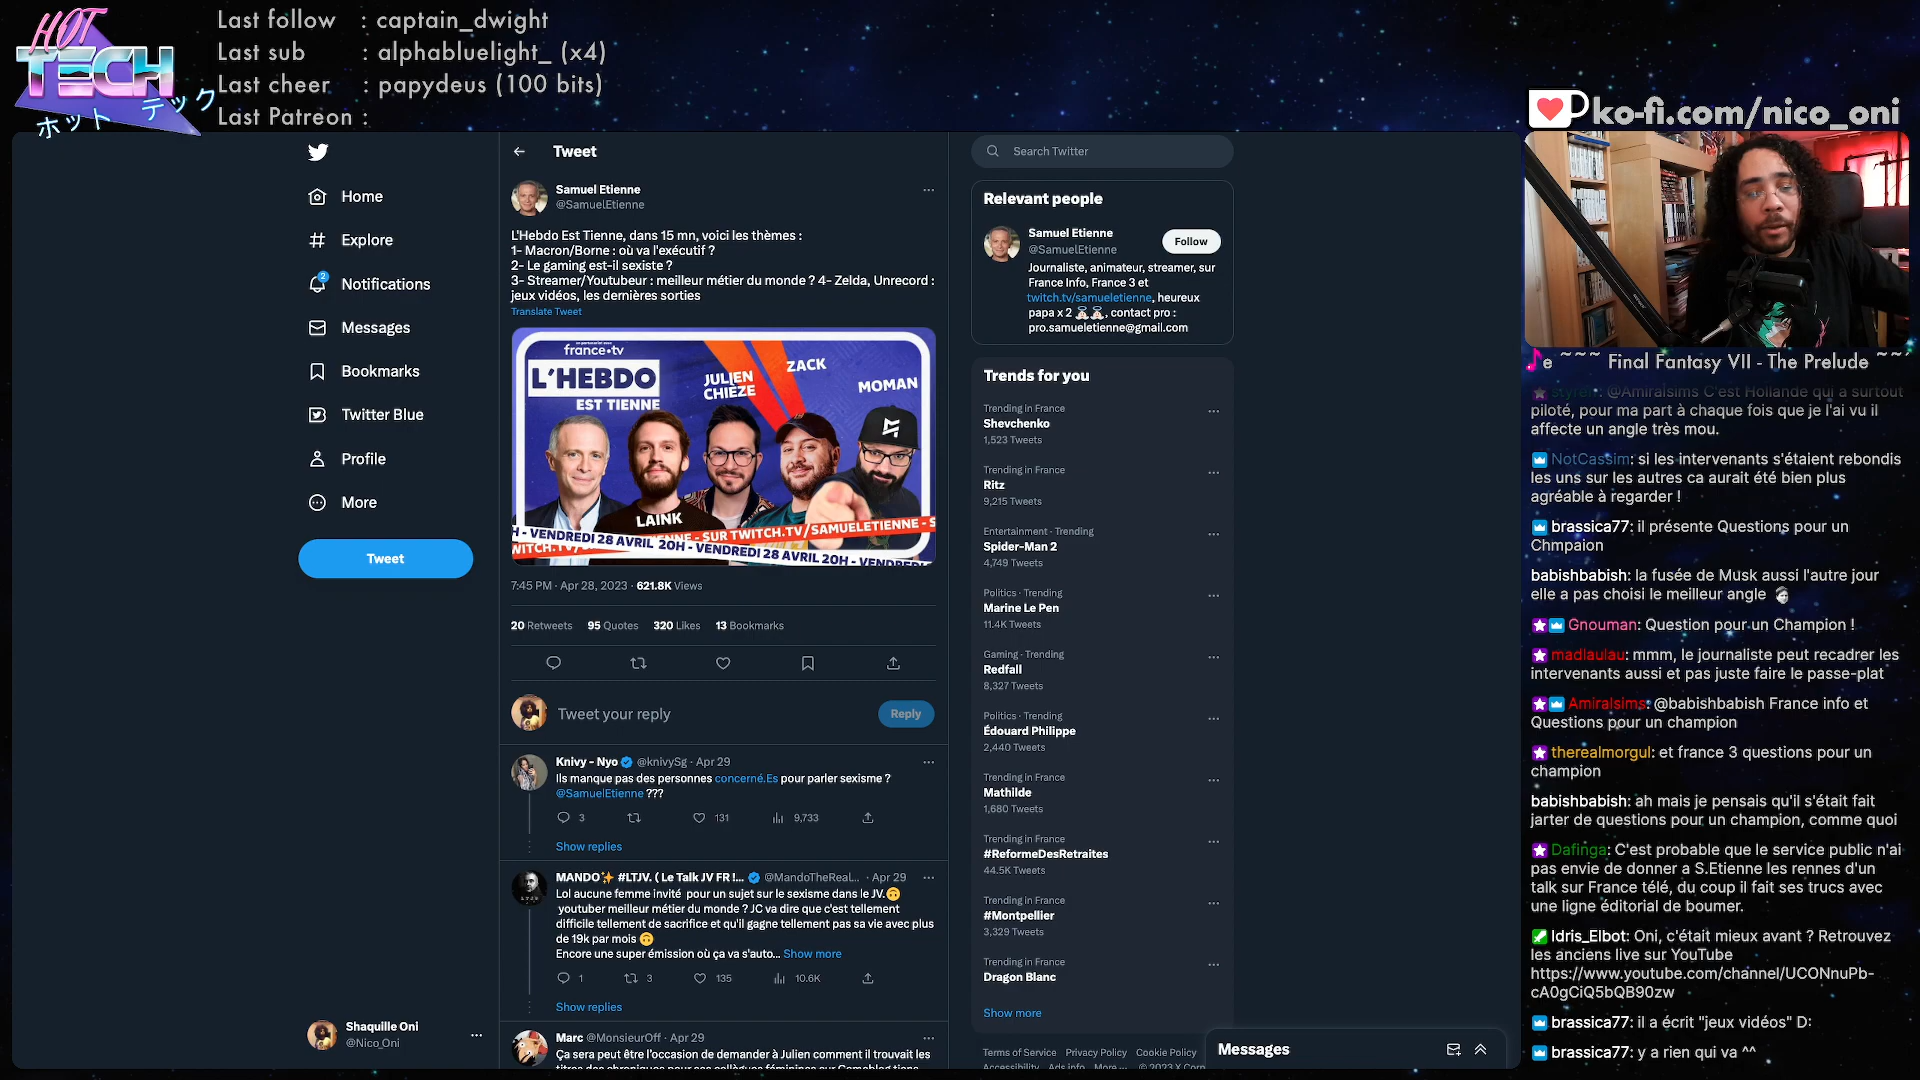 HOT
TECH
ホット テック
Last follow : captain_dwight
Last sub : alphabluelight_ (x4)
Last cheer : papydeus (100 bits)
Last Patreon :
ko-fi.com/nico_oni
Home
Explore
2
Notifications
Messages
Bookmarks
Twitter Blue
Profile
More
Tweet
Shaquille Oni
@Nico_Oni
Tweet
Samuel Etienne
@SamuelEtienne
L'Hebdo Est Tienne, dans 15 mn, voici les thèmes :
1- Macron/Borne : où va l'exécutif ?
2- Le gaming est-il sexiste ?
3- Streamer/Youtubeur : meilleur métier du monde ? 4- Zelda, Unrecord :
jeux vidéos, les dernières sorties
Translate Tweet
en partenariat avec
france•tv
L'HEBDO
EST TIENNE
JULIEN
CHIÈZE
ZACK
MOMAN
LAINK
H - VENDREDI 28 AVRIL 20H - VENDREDI 28 AVRIL 20H - VENDREDI
WITCH.TV/ ENNE - SUR TWITCH.TV/SAMUELETIENNE - S
7:45 PM · Apr 28, 2023 · 621.8K Views
20 Retweets 95 Quotes 320 Likes 13 Bookmarks
Tweet your reply
Reply
Knivy - Nyo @knivySg · Apr 29
Ils manque pas des personnes concerné.Es pour parler sexisme ?
@SamuelEtienne ???
3 131 9,733
Show replies
MANDO✨ #LTJV. ( Le Talk JV FR !... @MandoTheReaL... · Apr 29
Lol aucune femme invité pour un sujet sur le sexisme dans le JV.🙃
youtuber meilleur métier du monde ? JC va dire que c'est tellement
difficile tellement de sacrifice et qu'il gagne tellement pas sa vie avec plus
de 19k par mois 🙃
Encore une super émission où ça va s'auto... Show more
1 3 135 10.6K
Show replies
Marc @MonsieurOff · Apr 29
Ça sera peut être l'occasion de demander à Julien comment il trouvait les
titres des chroniques pour ses collègues féminines sur Gameblog
Search Twitter
Relevant people
Samuel Etienne
@SamuelEtienne
Follow
Journaliste, animateur, streamer, sur
France Info, France 3 et
twitch.tv/samueletienne, heureux
papa x 2 👼🏻👼🏻, contact pro :
pro.samueletienne@gmail.com
Trends for you
Trending in France
Shevchenko
1,523 Tweets
Trending in France
Ritz
9,215 Tweets
Entertainment · Trending
Spider-Man 2
4,749 Tweets
Politics · Trending
Marine Le Pen
11.4K Tweets
Gaming · Trending
Redfall
8,327 Tweets
Politics · Trending
Édouard Philippe
2,440 Tweets
Trending in France
Mathilde
1,680 Tweets
Trending in France
#ReformeDesRetraites
44.5K Tweets
Trending in France
#Montpellier
3,329 Tweets
Trending in France
Dragon Blanc
Show more
Terms of Service Privacy Policy Cookie Policy
Accessibility Ads info More ... © 2023 X Corp
Messages
e ~~~ Final Fantasy VII - The Prelude ~~
@Amiralsims C'est Hollande qui a surtout
piloté, pour ma part à chaque fois que je l'ai vu il
affecte un angle très mou.
NotCassim: si les intervenants s'étaient rebondis
les uns sur les autres ca aurait été bien plus
agréable à regarder !
brassica77: il présente Questions pour un
Chmpaion
babishbabish: la fusée de Musk aussi l'autre jour
elle a pas choisi le meilleur angle
Gnouman: Question pour un Champion !
madlaulau: mmm, le journaliste peut recadrer les
intervenants aussi et pas juste faire le passe-plat
Amiralsims: @babishbabish France info et
Questions pour un champion
therealmorgul: et france 3 questions pour un
champion
babishbabish: ah mais je pensais qu'il s'était fait
jarter de questions pour un champion, comme quoi
Dafinga: C'est probable que le service public n'ai
pas envie de donner a S.Etienne les rennes d'un
talk sur France télé, du coup il fait ses trucs avec
une ligne éditorial de boumer.
Idris_Elbot: Oni, c'était mieux avant ? Retrouvez
les anciens live sur YouTube
https://www.youtube.com/channel/UCONnuPb-
cA0gCiQ5bQB90zw
brassica77: il a écrit "jeux vidéos" D:
brassica77: y a rien qui va ^^